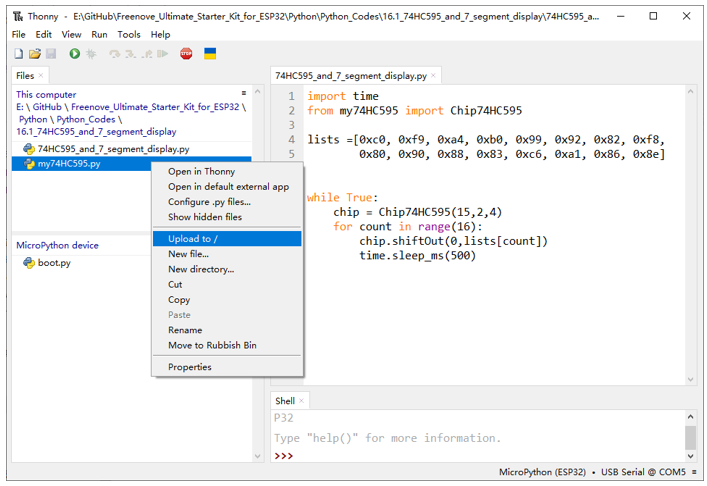 Thonny - E:\GitHub\Freenove_Ultimate_Starter_Kit_for_ESP32\Python\Python_Codes\16.1_74HC595_and_7_segment_display\74HC595_a...
File Edit View Run Tools Help
STOP
Files
This computer
E: \ GitHub \ Freenove_Ultimate_Starter_Kit_for_ESP32 \
Python \ Python_Codes \
16.1_74HC595_and_7_segment_display
74HC595_and_7_segment_display.py
my74HC595.py
Open in Thonny
Open in default external app
Configure .py files...
Show hidden files
Upload to /
New file...
New directory...
Cut
Copy
Paste
Rename
Move to Rubbish Bin
Properties
MicroPython device
boot.py
74HC595_and_7_segment_display.py
1 import time
2 from my74HC595 import Chip74HC595
3
4 lists =[0xc0, 0xf9, 0xa4, 0xb0, 0x99, 0x92, 0x82, 0xf8,
5         0x80, 0x90, 0x88, 0x83, 0xc6, 0xa1, 0x86, 0x8e]
while True:
    chip = Chip74HC595(15,2,4)
    for count in range(16):
        chip.shiftOut(0,lists[count])
        time.sleep_ms(500)
Shell
P32
Type "help()" for more information.
>>>
MicroPython (ESP32) • USB Serial @ COM5